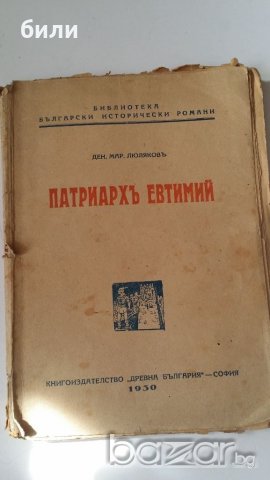 били
БИБЛИОТЕКА
БЪЛГАРСКИ ИСТОРИЧЕСКИ РОМАНИ
ДЕН. МАР. ЛЮЛЯКОВЪ
ПАТРИАРХЪ ЕВТИМИЙ
КНИГОИЗДАТЕЛСТВО „ДРЕВНА БЪЛГАРИЯ" — СОФИЯ
1930
bazar.bg